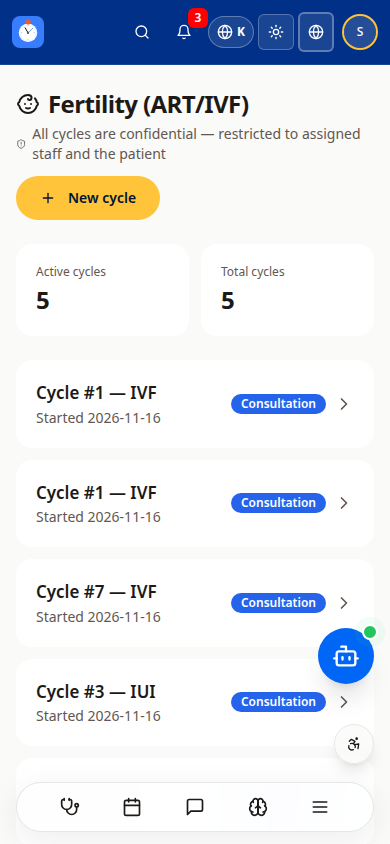 3
K
S
Fertility (ART/IVF)
All cycles are confidential — restricted to assigned
staff and the patient
New cycle
Active cycles
5
Total cycles
5
Cycle #1 — IVF
Started 2026-11-16
Consultation
Cycle #1 — IVF
Started 2026-11-16
Consultation
Cycle #7 — IVF
Started 2026-11-16
Consultation
Cycle #3 — IUI
Started 2026-11-16
Consultation